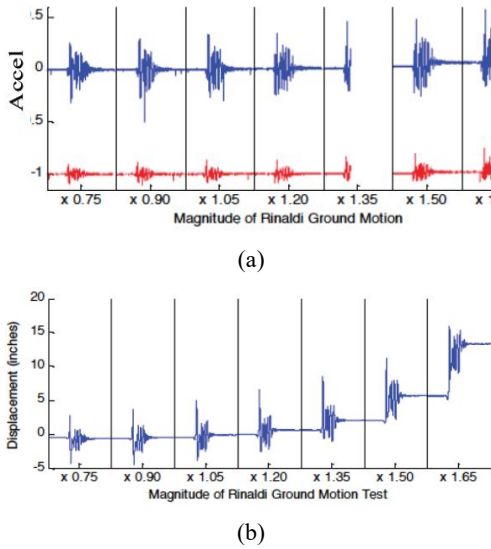 .5
Accel
0
.5
-1
x 0.75 x 0.90 x 1.05 x 1.20 x 1.35 x 1.50 x 1
Magnitude of Rinaldi Ground Motion
(a)
20
15
10
5
0
-5
Displacement (inches)
x 0.75 x 0.90 x 1.05 x 1.20 x 1.35 x 1.50 x 1.65
Magnitude of Rinaldi Ground Motion Test
(b)